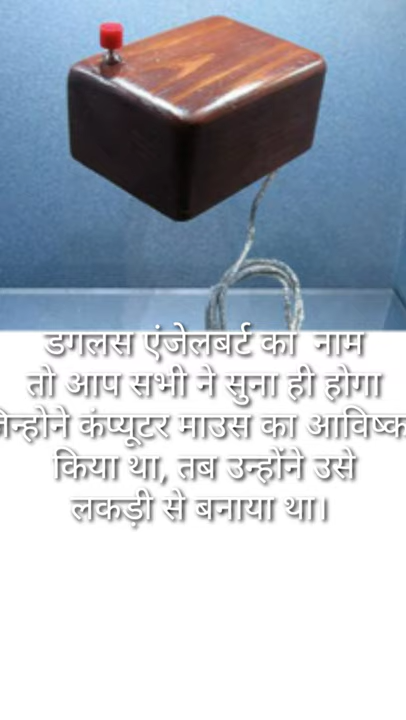 डगलस एंजेलबर्ट का नाम
तो आप सभी ने सुना ही होगा
जिन्होने कंप्यूटर माउस का आविष्का
किया था, तब उन्होंने उसे
लकड़ी से बनाया था।